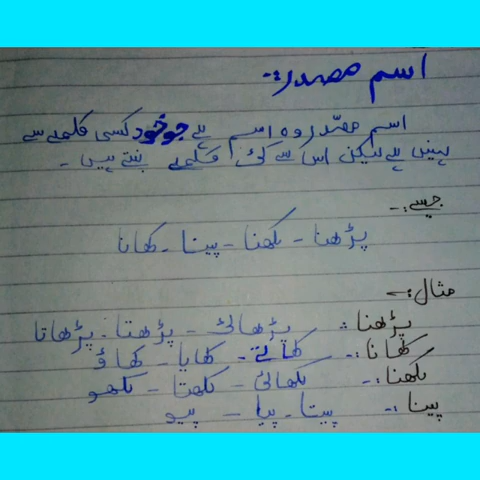 اسم مصدر:-
اسم مصدر وہ اسم ہے جو خود کسی کلمے سے
نہیں ہے لیکن اس سے کئی کلمے بنتے ہیں۔
جیسے:-
پڑھنا - لکھنا - پینا - کھانا
مثال:-
پڑھنا: پڑھائی - پڑھتا - پڑھاتا
کھانا:- کھاتے - کھایا - کھاؤ
لکھنا:- لکھائی - لکھتا - لکھو
پینا:- پیتا - پیا - پیو